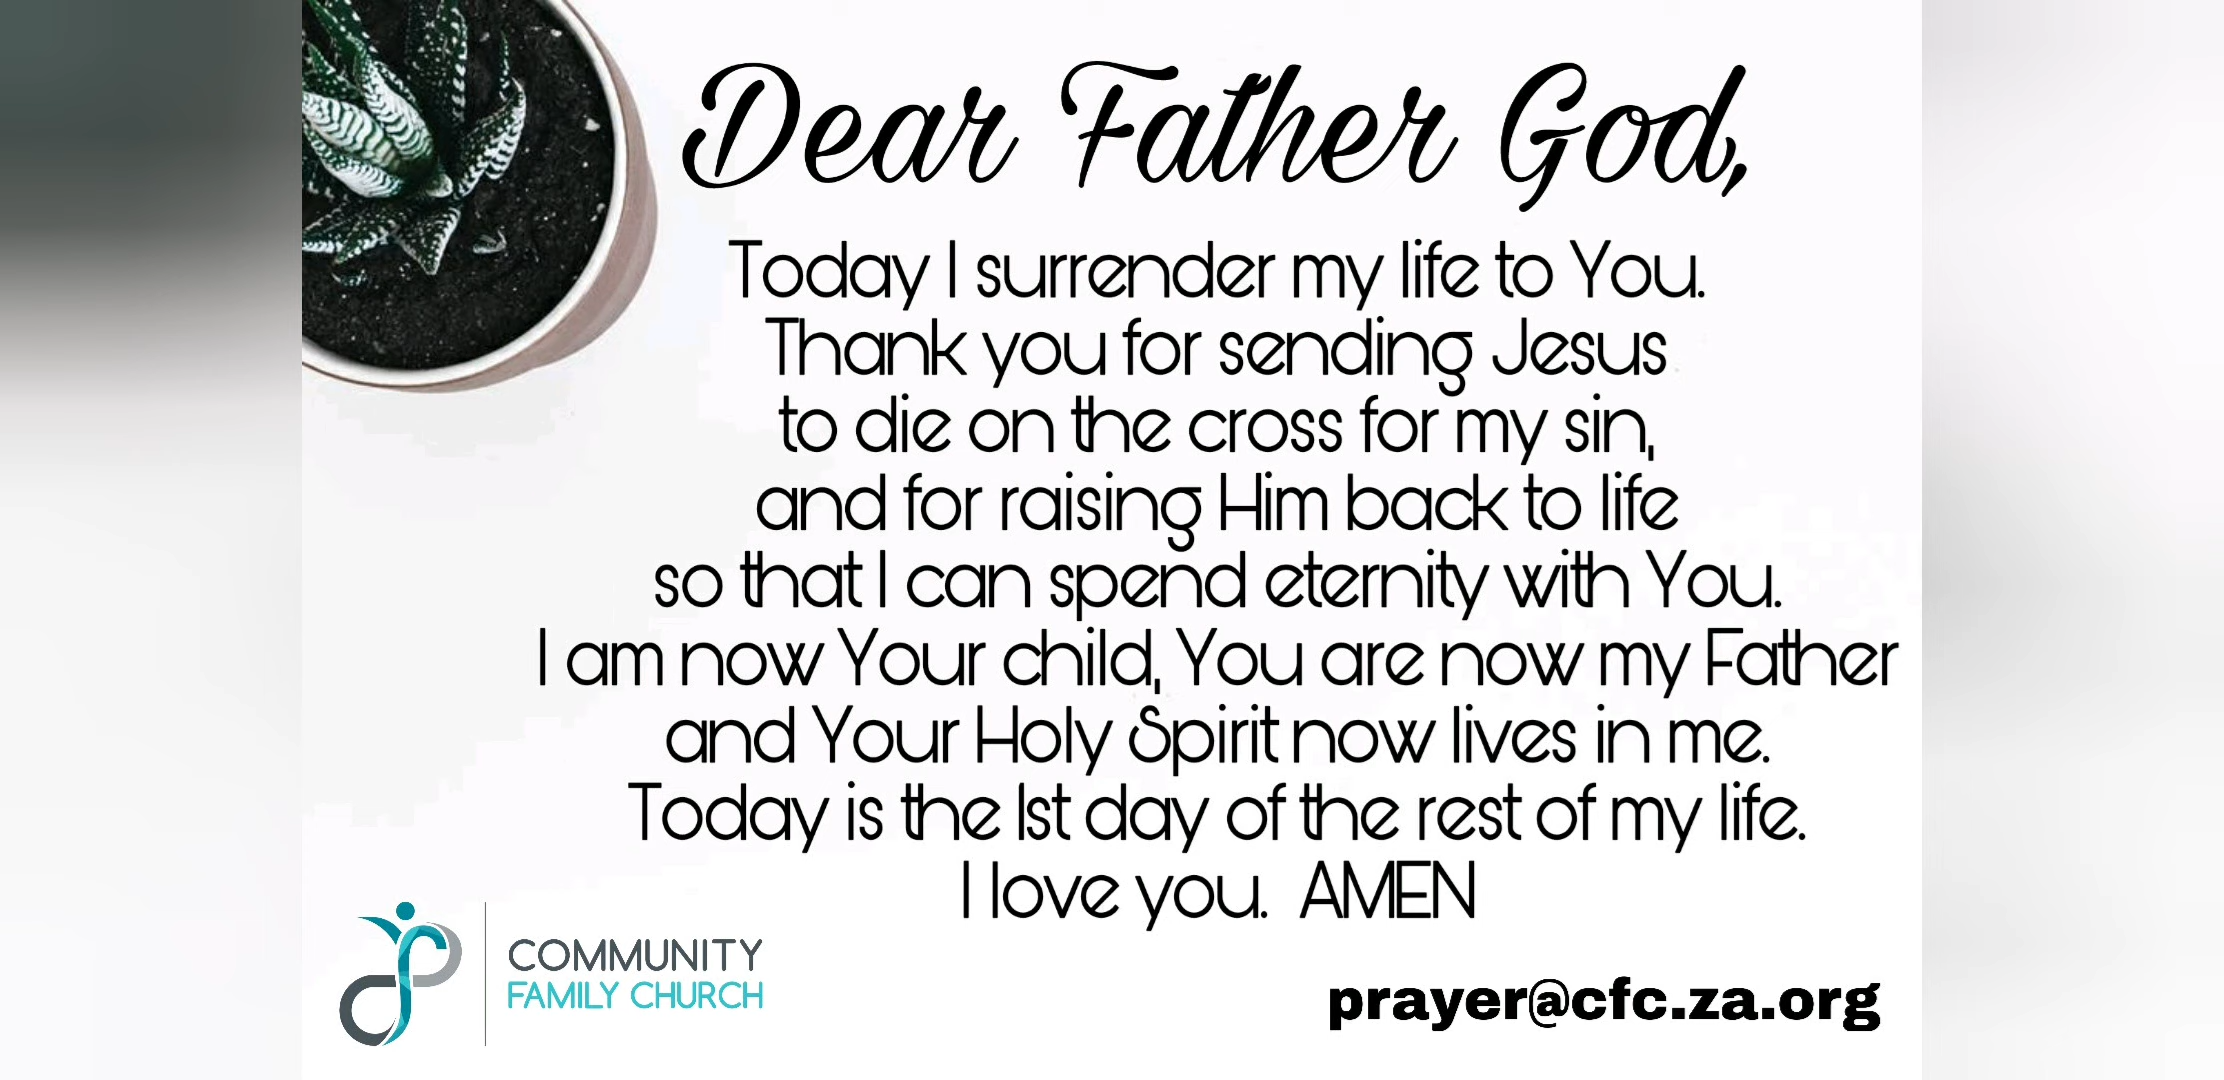 Dear Father God,
Today I surrender my life to You.
Thank you for sending Jesus
to die on the cross for my sin,
and for raising Him back to life
so that I can spend eternity with You.
I am now Your child, You are now my Father
and Your Holy Spirit now lives in me.
Today is the 1st day of the rest of my life.
I love you. AMEN
COMMUNITY
FAMILY CHURCH
prayer@cfc.za.org